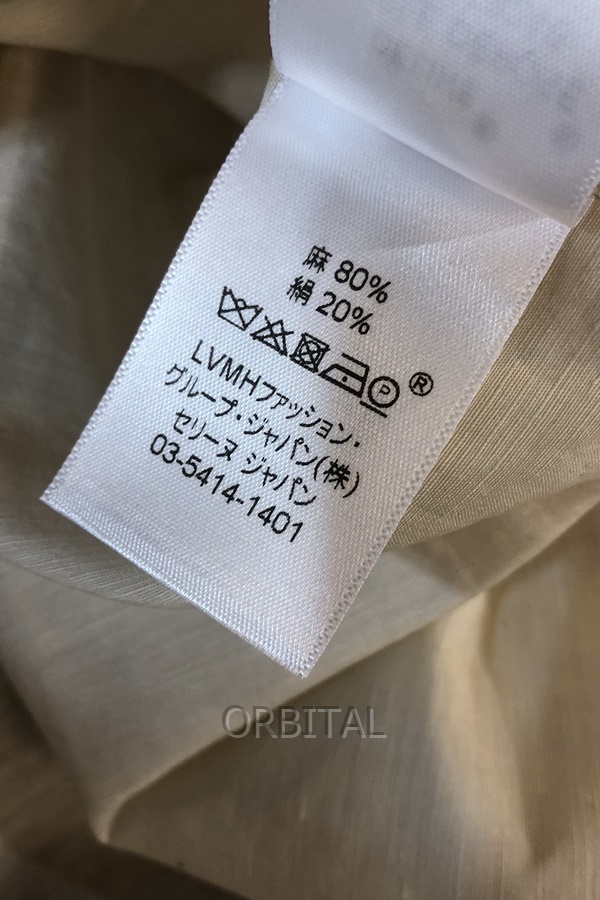 麻 80%
絹 20%
P ®
LVMHファッション・
グループ・ジャパン(株)
セリーヌ ジャパン
03-5414-1401
ORBITAL